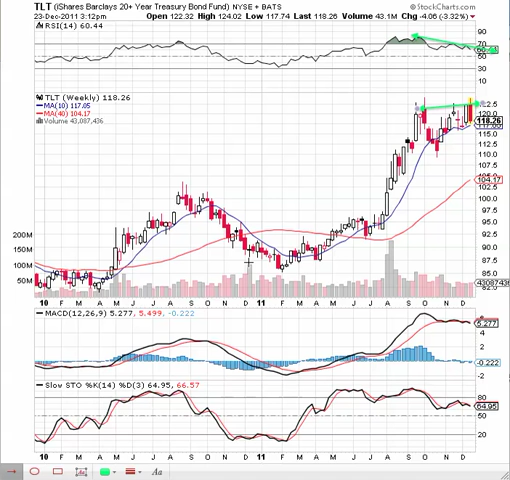 TLT (iShares Barclays 20+ Year Treasury Bond Fund) NYSE + BATS © StockCharts.com
23-Dec-2011 3:12pm Open 122.32 High 124.02 Low 117.74 Last 118.26 Volume 43.1M Chg -4.06 (-3.32%)
RSI(14) 60.44
90
70
50
30
10
TLT (Weekly) 118.26
MA(10) 117.05
MA(40) 104.17
Volume 43,087,436
122.5
120.0
118.26
117.05
115.0
112.5
110.0
107.5
104.17
102.5
100.0
97.5
95.0
92.5
90.0
87.5
85.0
82.5
200M
150M
100M
50M
43087436
10 F M A M J J A S O N D 11 F M A M J J A S O N D
MACD(12,26,9) 5.277, 5.499, -0.222
6
5.277
4
2
-0.222
-2
Slow STO %K(14) %D(3) 64.95, 66.57
80
64.95
50
20
10 F M A M J J A S O N D 11 F M A M J J A S O N D
Aa